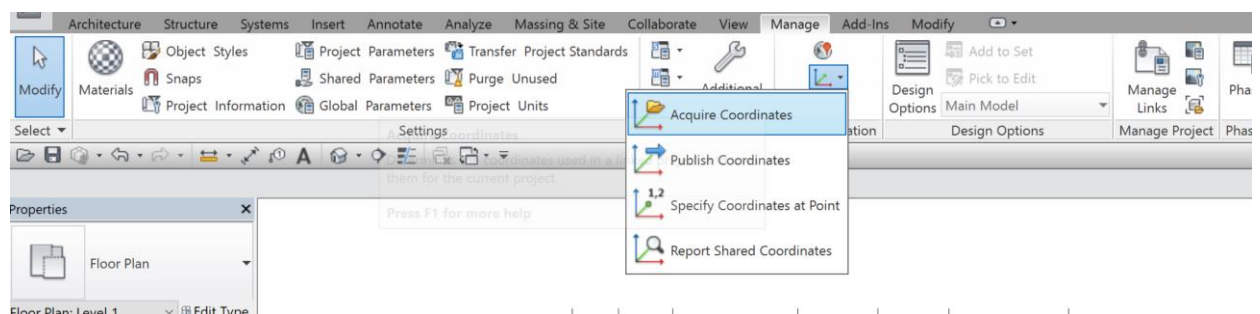 Architecture Structure Systems Insert Annotate Analyze Massing & Site Collaborate View Manage Add-Ins Modify
Modify
Materials
Object Styles
Snaps
Project Information
Project Parameters
Shared Parameters
Global Parameters
Transfer Project Standards
Purge Unused
Project Units
Additional
Design
Options
Add to Set
Pick to Edit
Main Model
Manage
Links
Select
Settings
Design Options
Manage Project
Acquire Coordinates
Publish Coordinates
1,2
Specify Coordinates at Point
Report Shared Coordinates
them for the current project.
Press F1 for more help
Properties
Floor Plan
Floor Plan: Level 1
Edit Type